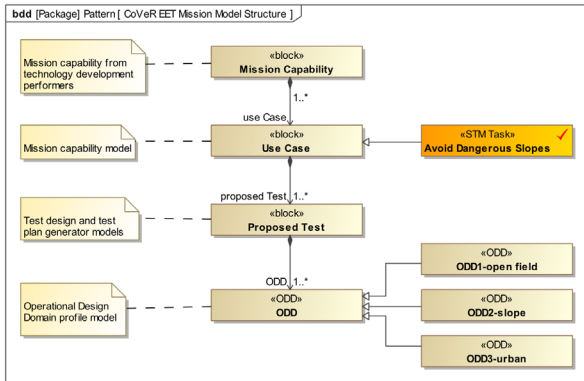 bdd [Package] Pattern [ CoVeR EET Mission Model Structure ]
Mission capability from
technology development
performers
«block»
Mission Capability
1..*
use Case
Mission capability model
«block»
Use Case
«STM Task»
Avoid Dangerous Slopes
proposed Test 1..*
Test design and test
plan generator models
«block»
Proposed Test
ODD 1..*
Operational Design
Domain profile model
«ODD»
ODD
«ODD»
ODD1-open field
«ODD»
ODD2-slope
«ODD»
ODD3-urban